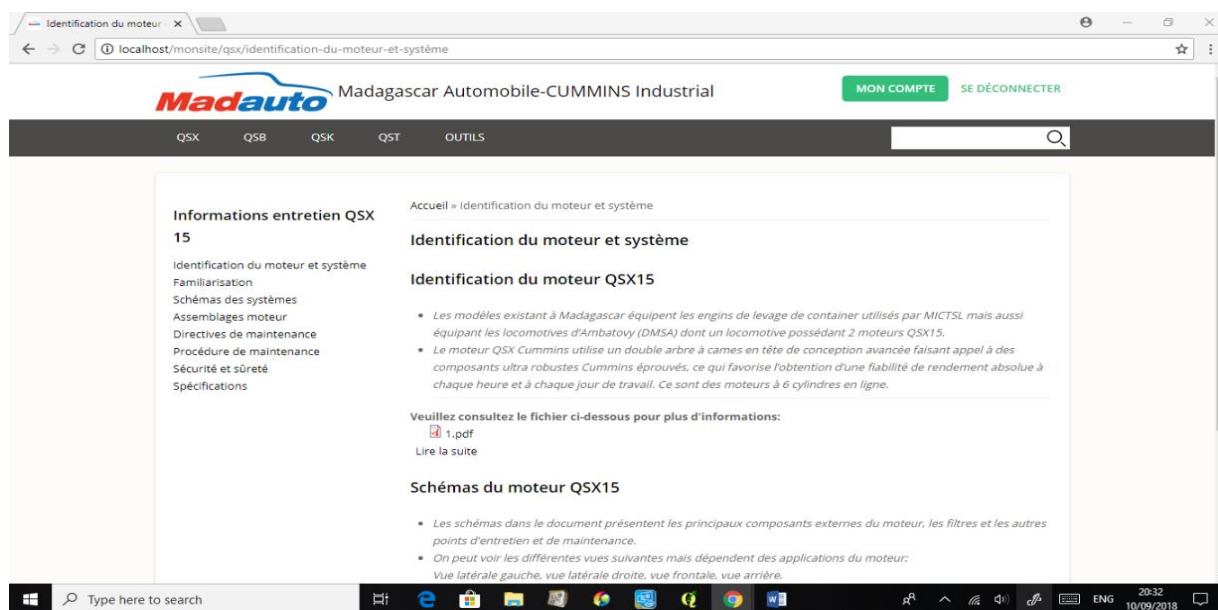 Identification du moteur
localhost/monsite/qsx/identification-du-moteur-et-système
Madauto
Madagascar Automobile-CUMMINS Industrial
MON COMPTE
SE DÉCONNECTER
QSX QSB QSK QST OUTILS
Informations entretien QSX
15
Identification du moteur et système
Familiarisation
Schémas des systèmes
Assemblages moteur
Directives de maintenance
Procédure de maintenance
Sécurité et sûreté
Spécifications
Accueil » Identification du moteur et système
Identification du moteur et système
Identification du moteur QSX15
• Les modèles existant à Madagascar équipent les engins de levage de container utilisés par MICTSL mais aussi
équipant les locomotives d'Ambatovy (DMSA) dont un locomotive possédant 2 moteurs QSX15.
• Le moteur QSX Cummins utilise un double arbre à cames en tête de conception avancée faisant appel à des
composants ultra robustes Cummins éprouvés, ce qui favorise l'obtention d'une fiabilité de rendement absolue à
chaque heure et à chaque jour de travail. Ce sont des moteurs à 6 cylindres en ligne.
Veuillez consultez le fichier ci-dessous pour plus d'informations:
1.pdf
Lire la suite
Schémas du moteur QSX15
• Les schémas dans le document présentent les principaux composants externes du moteur, les filtres et les autres
points d'entretien et de maintenance.
• On peut voir les différentes vues suivantes mais dépendent des applications du moteur;
Vue latérale gauche, vue latérale droite, vue frontale, vue arrière.
Type here to search
ENG
20:32
10/09/2018